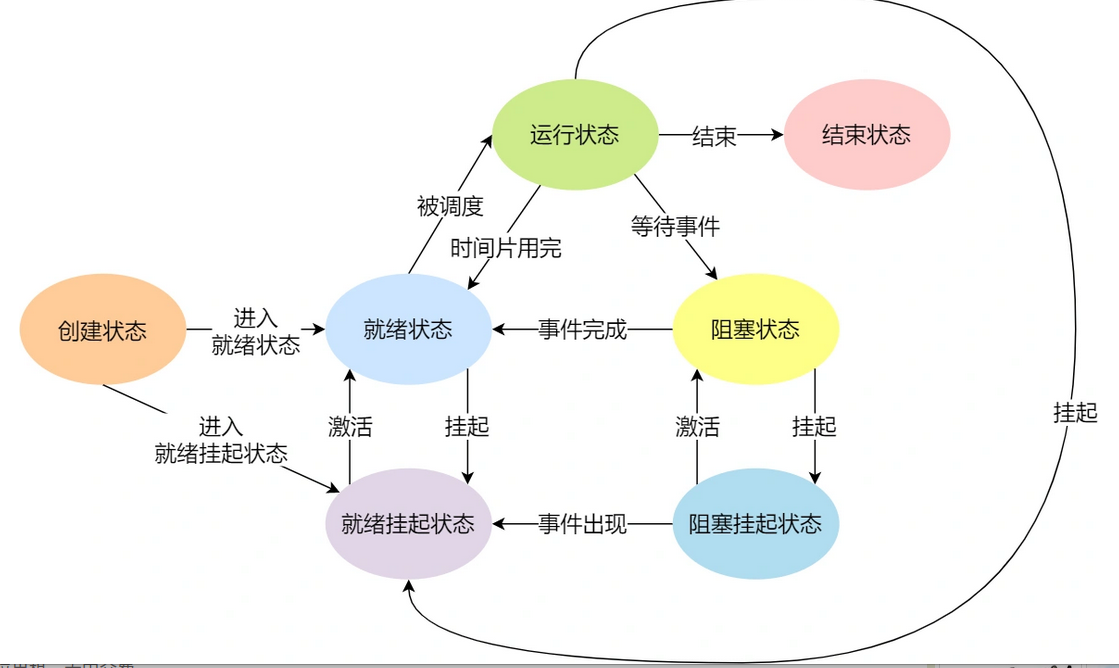 运行状态
结束
结束状态
被调度
时间片用完
等待事件
创建状态
进入
就绪状态
就绪状态
事件完成
阻塞状态
进入
就绪挂起状态
激活
挂起
激活
挂起
挂起
就绪挂起状态
事件出现
阻塞挂起状态